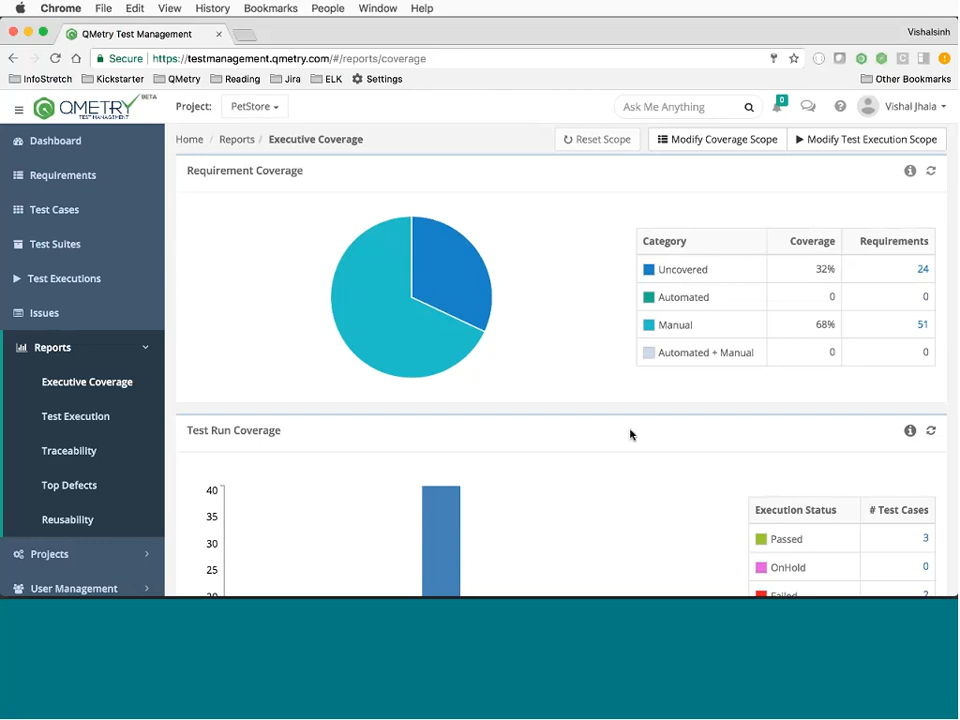 Chrome File Edit View History Bookmarks People Window Help
QMetry Test Management
Vishalsinh
Secure https://testmanagement.qmetry.com/#/reports/coverage
InfoStretch Kickstarter QMetry Reading Jira ELK Settings Other Bookmarks
QMETRY BETA
TEST MANAGEMENT
Project: PetStore
Ask Me Anything
0
Vishal Jhala
Dashboard
Requirements
Test Cases
Test Suites
Test Executions
Issues
Reports
Executive Coverage
Test Execution
Traceability
Top Defects
Reusability
Projects
User Management
Home / Reports / Executive Coverage
Reset Scope Modify Coverage Scope Modify Test Execution Scope
Requirement Coverage
Category Coverage Requirements
Uncovered 32% 24
Automated 0 0
Manual 68% 51
Automated + Manual 0 0
Test Run Coverage
40
35
30
25
20
Execution Status # Test Cases
Passed 3
OnHold 0
Failed 2